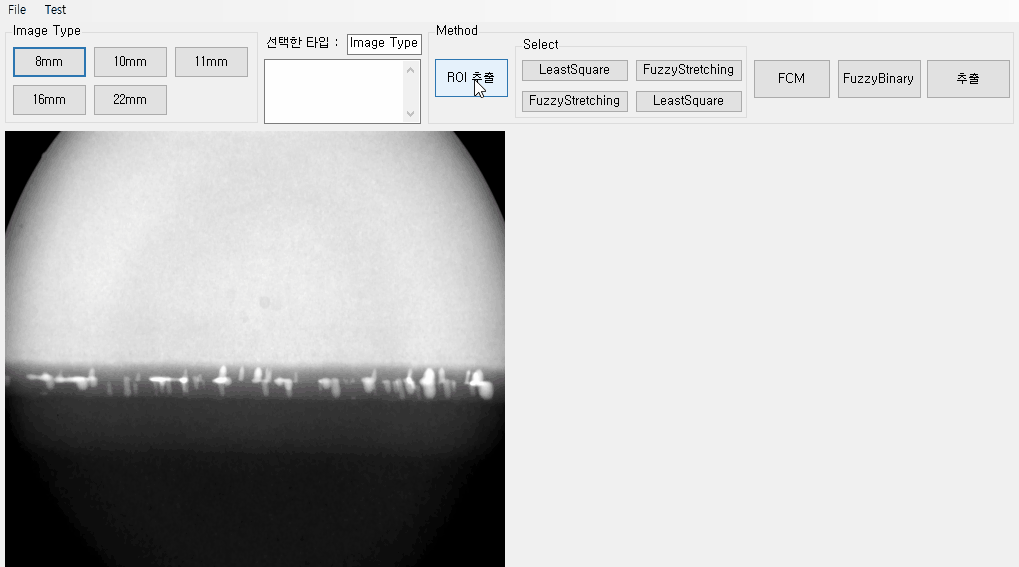 File Test
Image Type
8mm 10mm 11mm
16mm 22mm
선택한 타입 : Image Type
Method
ROI 추출
Select
LeastSquare FuzzyStretching
FuzzyStretching LeastSquare
FCM FuzzyBinary 추출